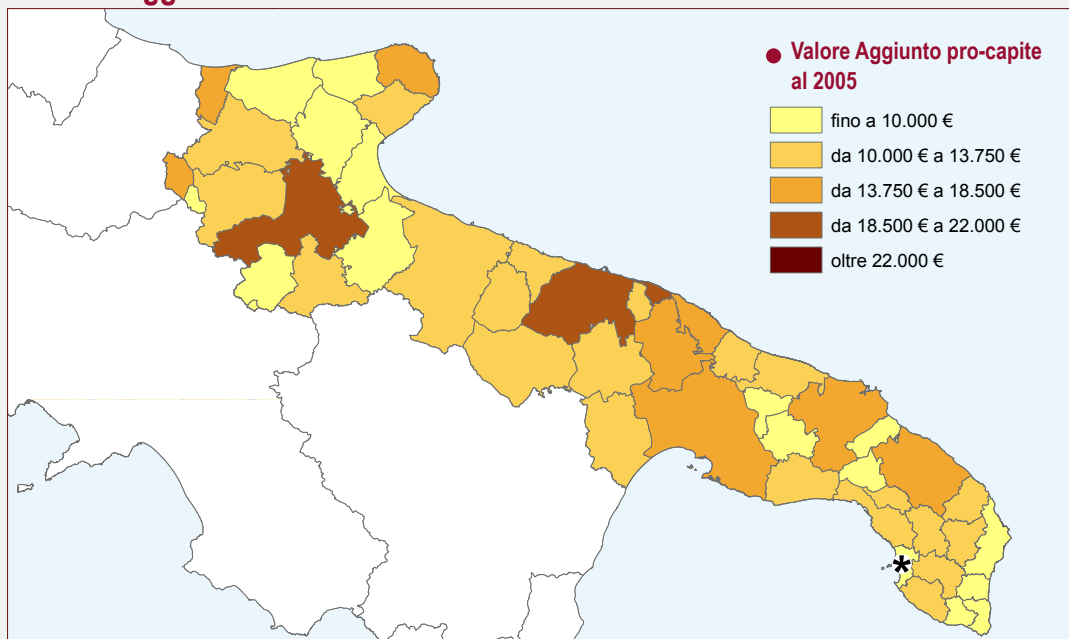 Valore Aggiunto pro-capite
al 2005
fino a 10.000 €
da 10.000 € a 13.750 €
da 13.750 € a 18.500 €
da 18.500 € a 22.000 €
oltre 22.000 €
*